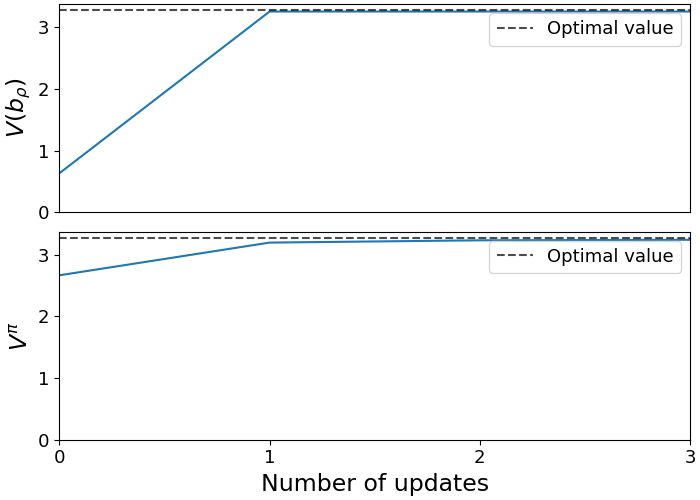 3
2
1
0
V(b_ρ)
Optimal value
3
2
1
0
V^π
Optimal value
0 1 2 3
Number of updates